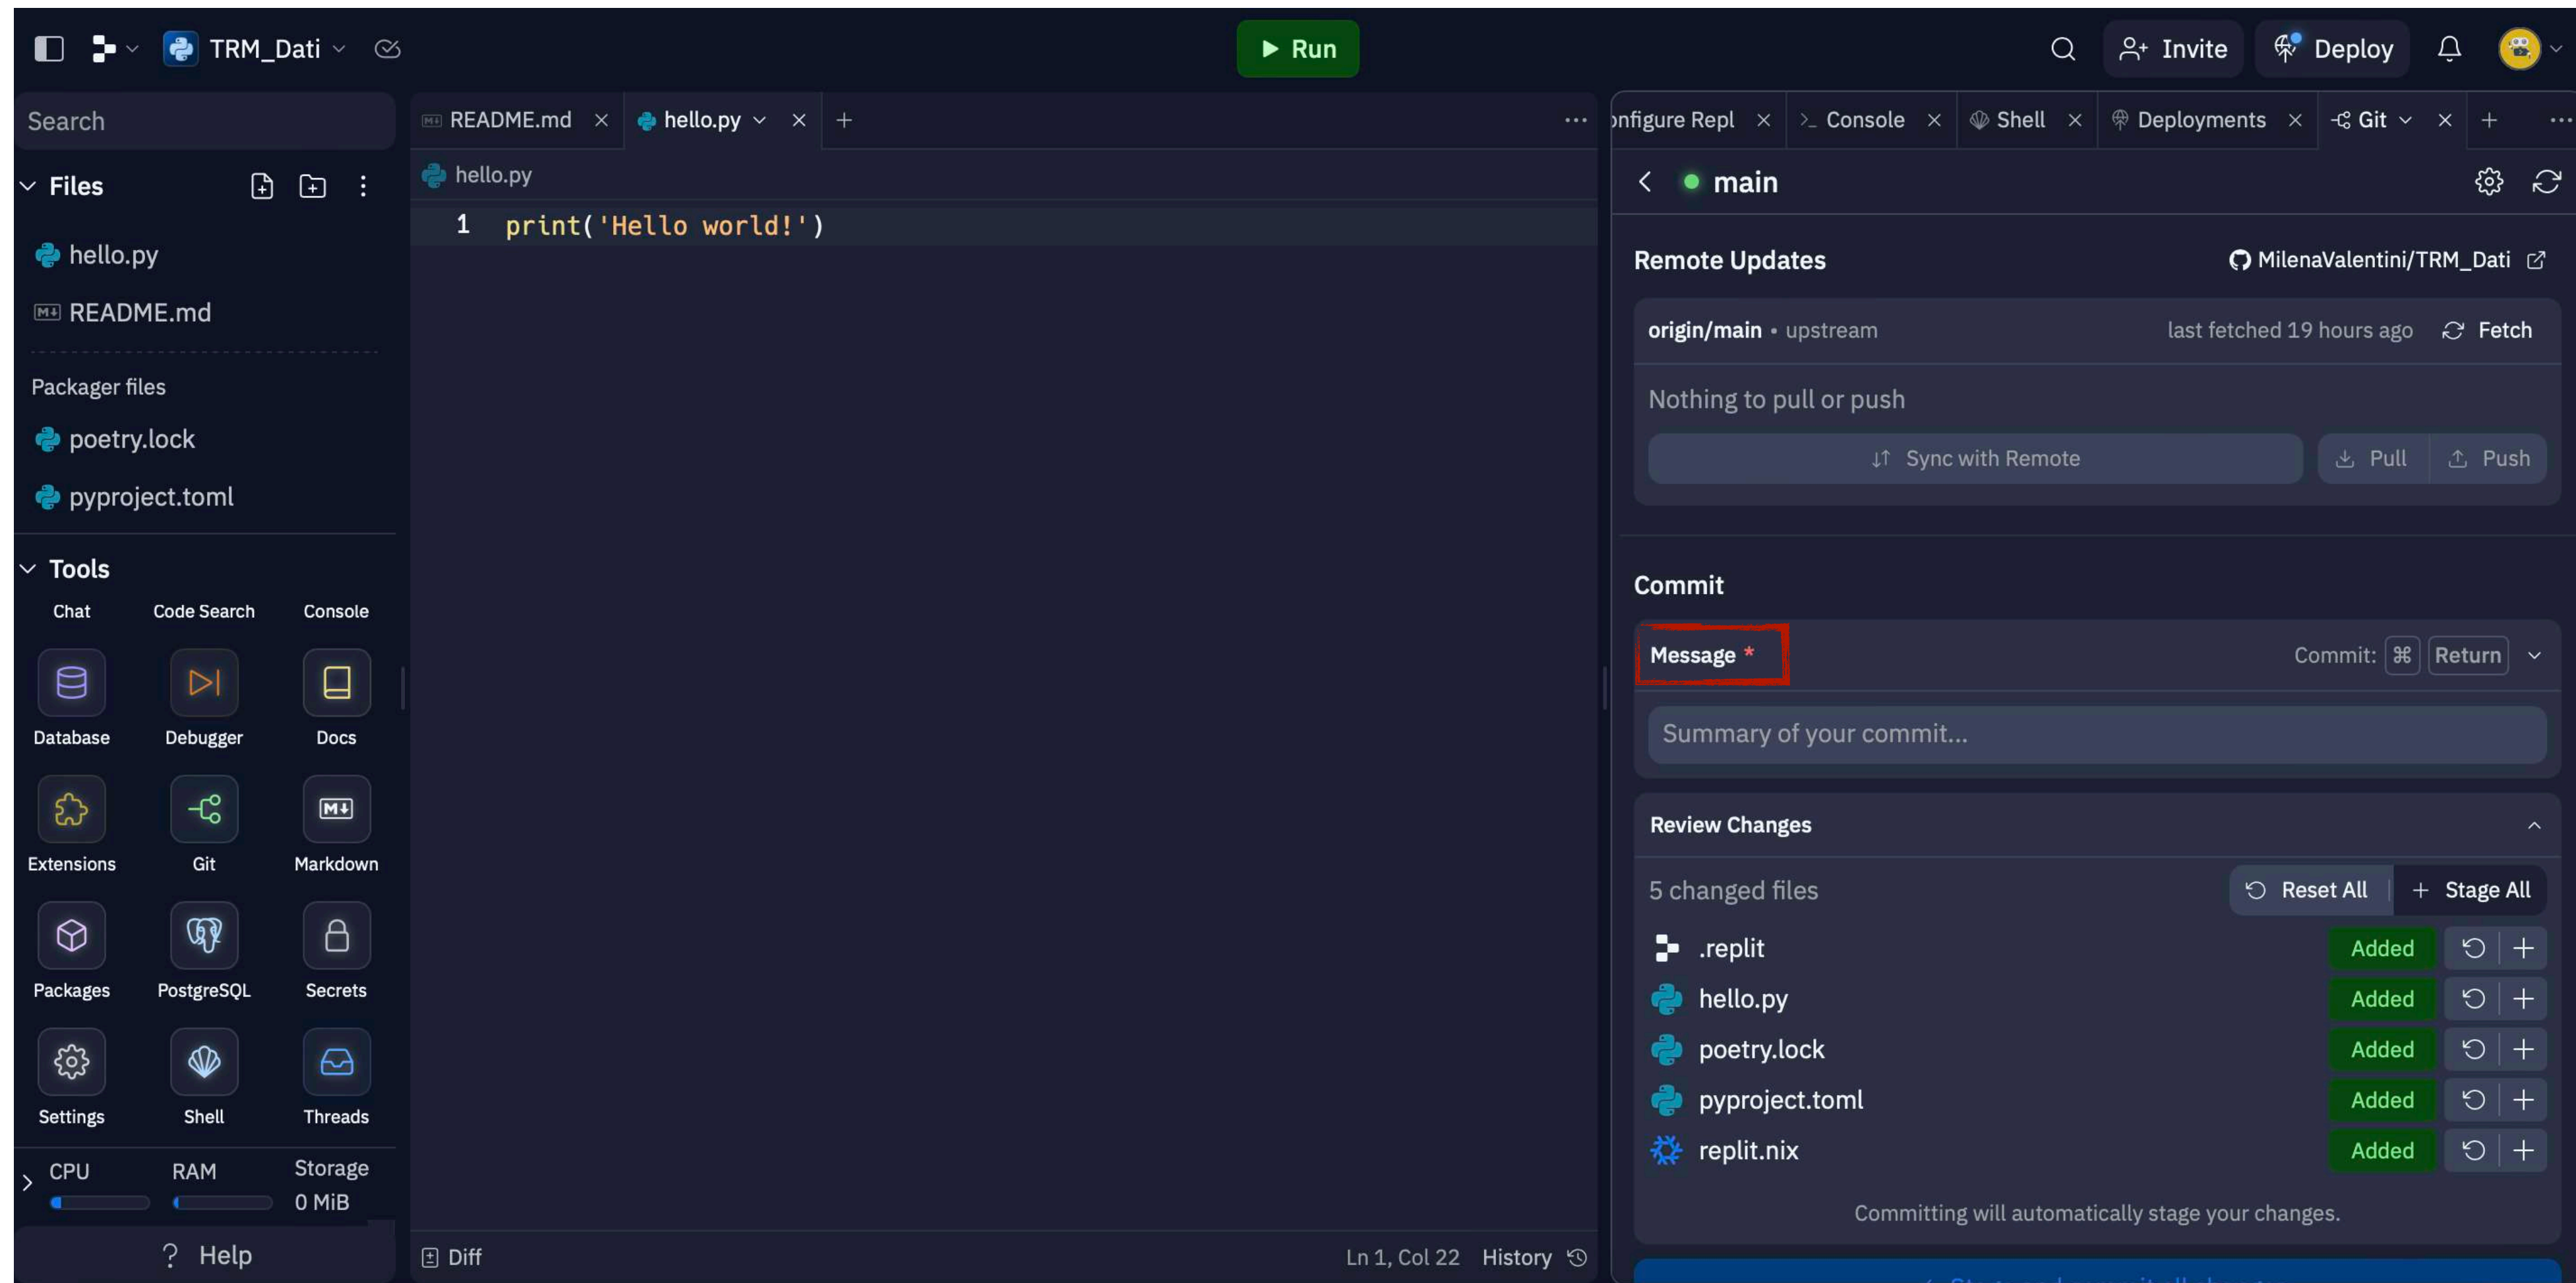 TRM_Dati
Run
Invite
Deploy
Search
Files
hello.py
README.md
Packager files
poetry.lock
pyproject.toml
Tools
Chat Code Search Console
Database Debugger Docs
Extensions Git Markdown
Packages PostgreSQL Secrets
Settings Shell Threads
CPU RAM Storage
0 MiB
? Help
README.md hello.py
hello.py
1 print('Hello world!')
Diff Ln 1, Col 22 History
onfigure Repl Console Shell Deployments Git
main
Remote Updates MilenaValentini/TRM_Dati
origin/main • upstream last fetched 19 hours ago Fetch
Nothing to pull or push
Sync with Remote Pull Push
Commit
Message * Commit: ⌘ Return
Summary of your commit...
Review Changes
5 changed files Reset All + Stage All
.replit Added
hello.py Added
poetry.lock Added
pyproject.toml Added
replit.nix Added
Committing will automatically stage your changes.